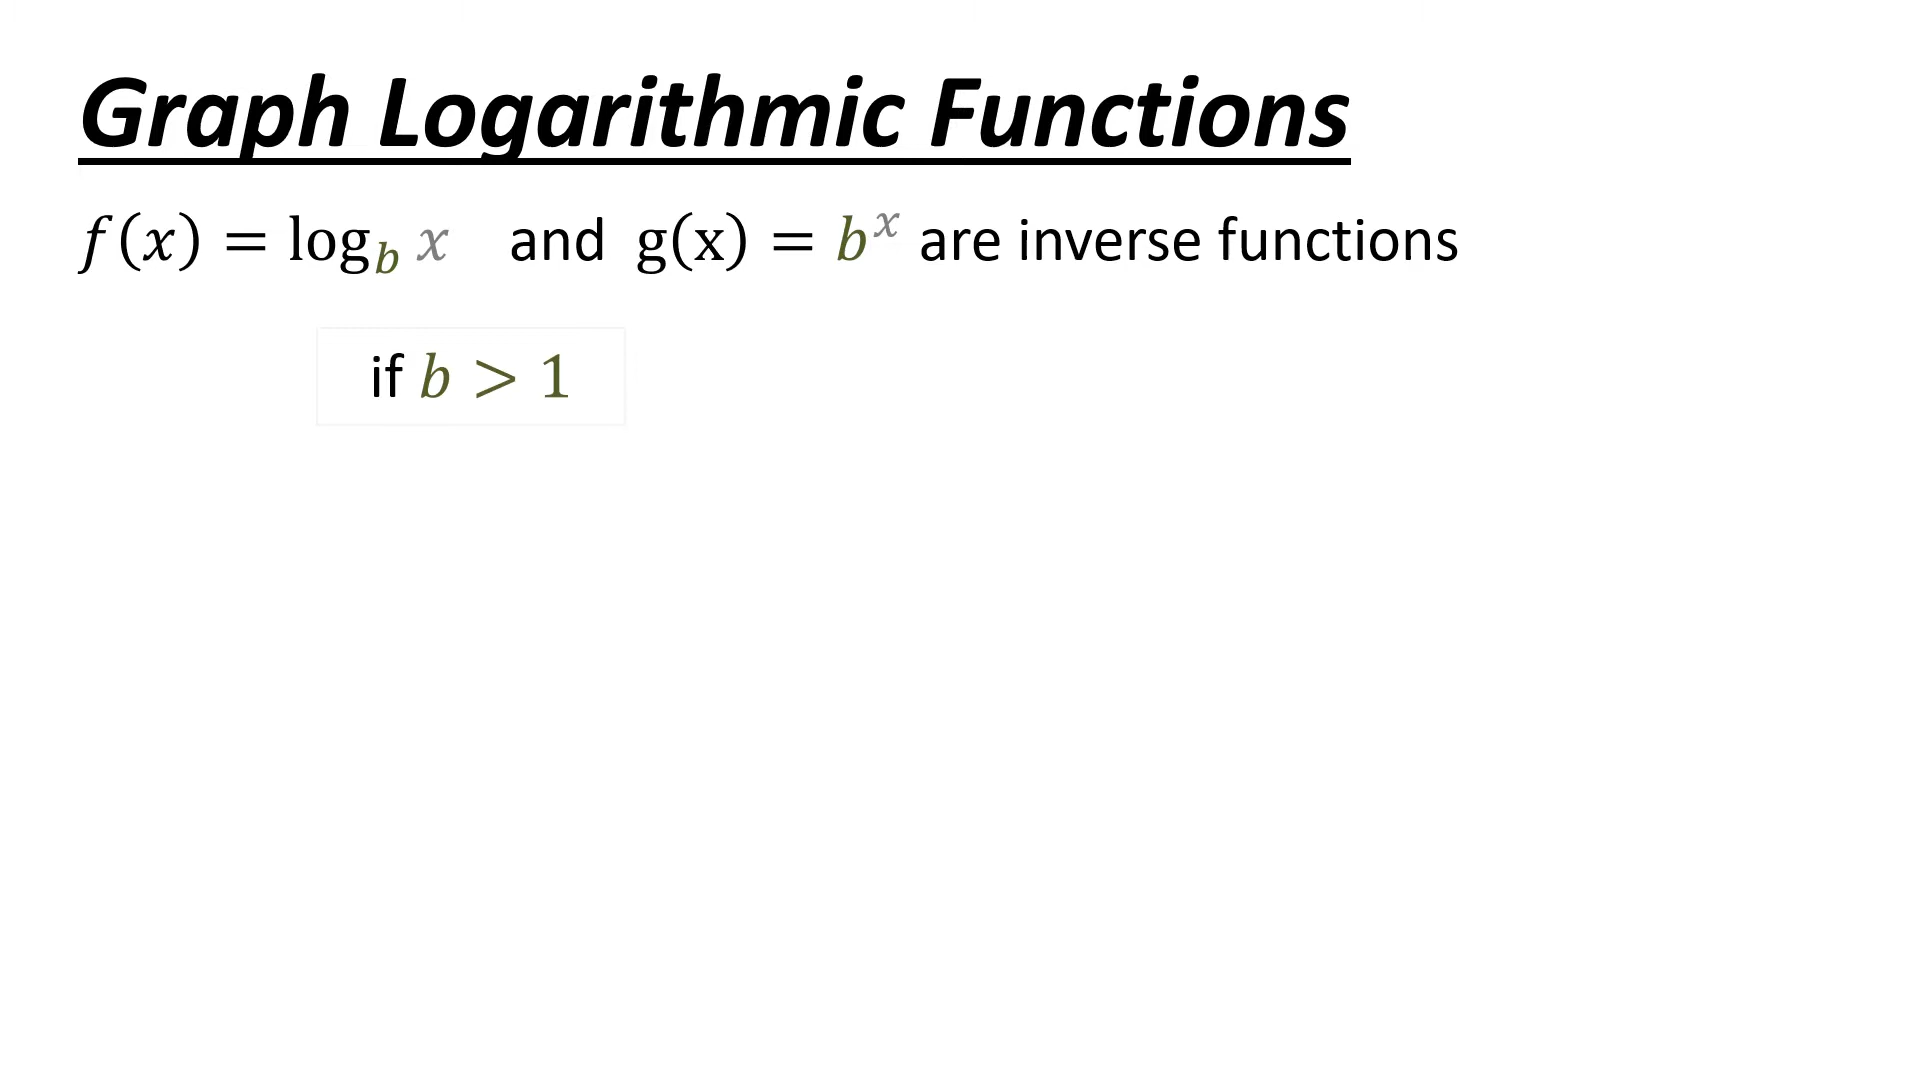 Graph Logarithmic Functions
f(x) = log_b x and g(x) = b^x are inverse functions
if b > 1